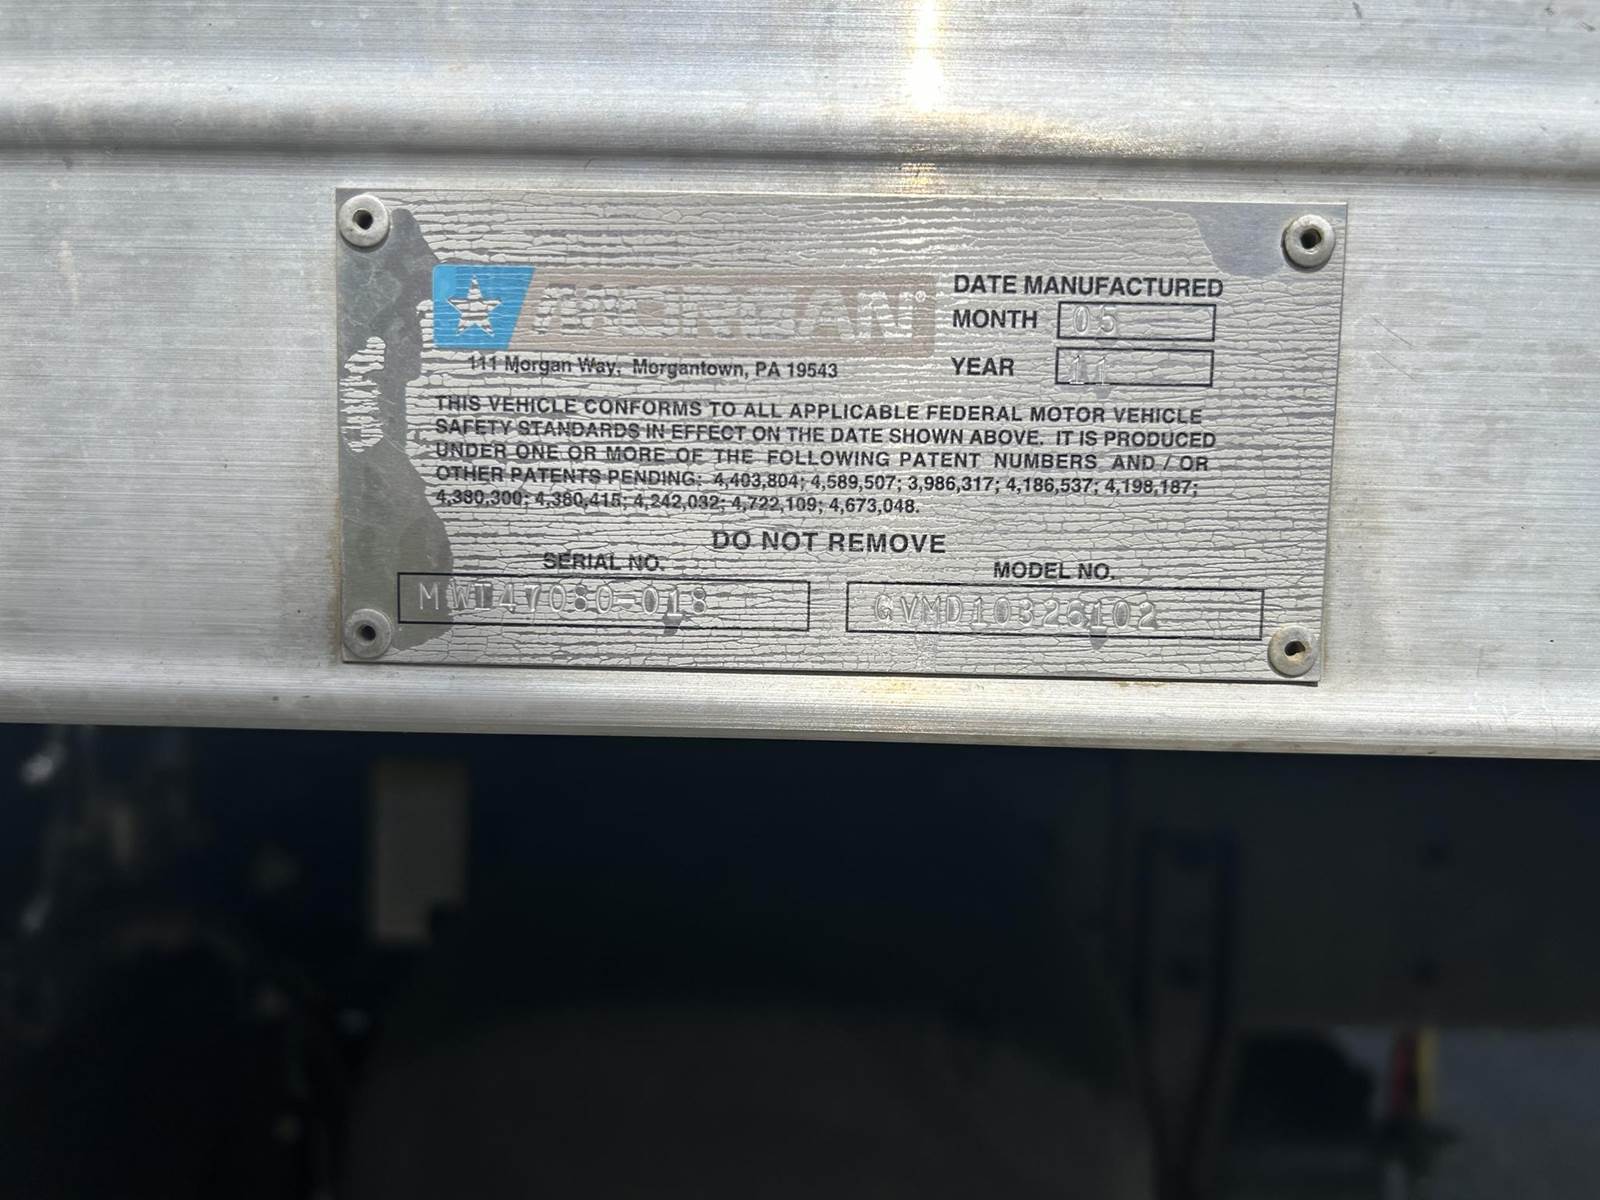 MORGAN®
111 Morgan Way, Morgantown, PA 19543
DATE MANUFACTURED
MONTH 05
YEAR 11
THIS VEHICLE CONFORMS TO ALL APPLICABLE FEDERAL MOTOR VEHICLE
SAFETY STANDARDS IN EFFECT ON THE DATE SHOWN ABOVE. IT IS PRODUCED
UNDER ONE OR MORE OF THE FOLLOWING PATENT NUMBERS AND / OR
OTHER PATENTS PENDING: 4,403,804; 4,589,507; 3,986,317; 4,186,537; 4,198,187;
4,380,300; 4,380,415; 4,242,032; 4,722,109; 4,673,048.
DO NOT REMOVE
SERIAL NO.
MWI47080-018
MODEL NO.
GVMD10326102